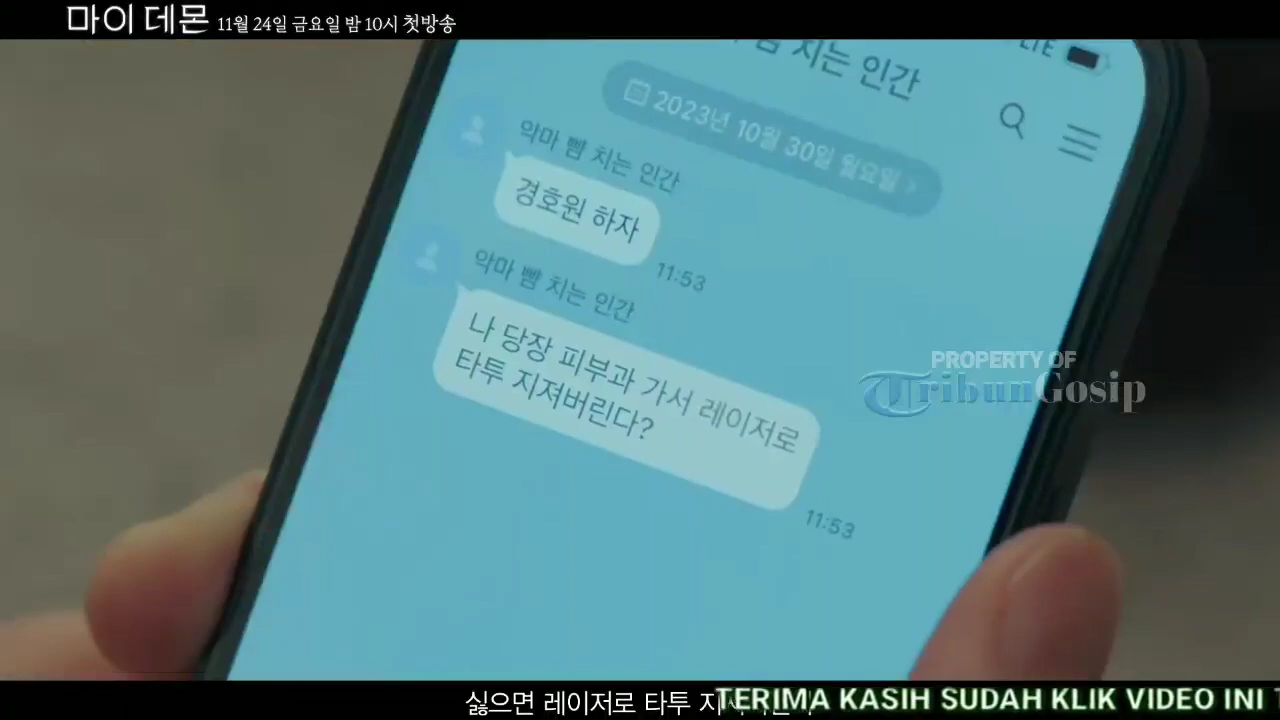 마이 데몬 11월 24일 금요일 밤 10시 첫방송
LTE
치는 인간
2023년 10월 30일 월요일 >
악마 뺨 치는 인간
경호원 하자
11:53
악마 뺨 치는 인간
나 당장 피부과 가서 레이저로
타투 지져버린다?
11:53
PROPERTY OF
TribunGosip
싫으면 레이저로 타투
TERIMA KASIH SUDAH KLIK VIDEO INI